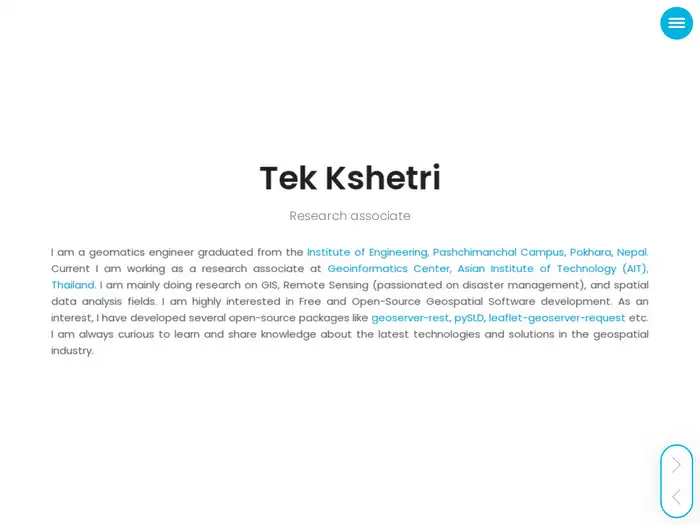 Tek Kshetri
Research associate
I am a geomatics engineer graduated from the Institute of Engineering, Pashchimanchal Campus, Pokhara, Nepal.
Current I am working as a research associate at Geoinformatics Center, Asian Institute of Technology (AIT),
Thailand. I am mainly doing research on GIS, Remote Sensing (passionated on disaster management), and spatial
data analysis fields. I am highly interested in Free and Open-Source Geospatial Software development. As an
interest, I have developed several open-source packages like geoserver-rest, pySLD, leaflet-geoserver-request etc.
I am always curious to learn and share knowledge about the latest technologies and solutions in the geospatial
industry.